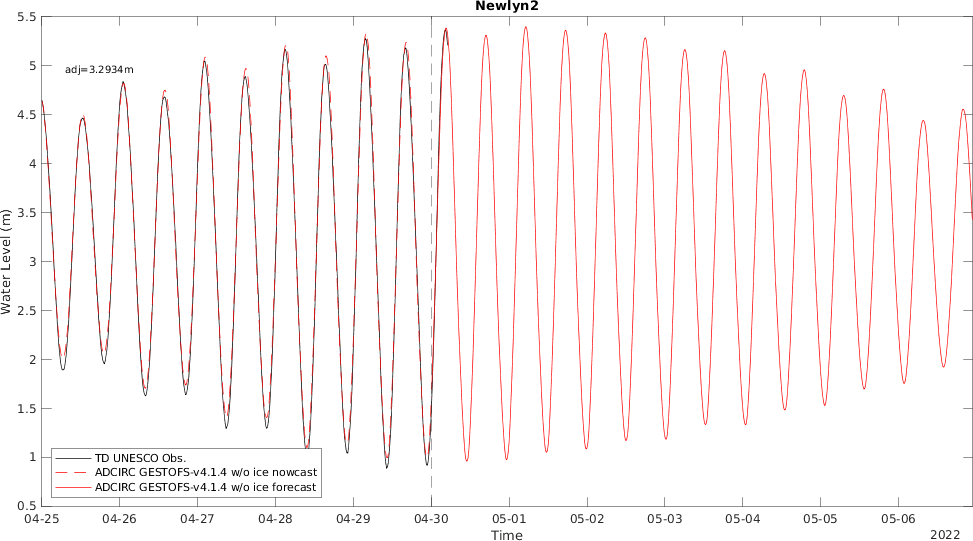 Newlyn2
5.5
5
4.5
4
3.5
3
2.5
2
1.5
1
0.5
Water Level (m)
adj=3.2934m
TD UNESCO Obs.
ADCIRC GESTOFS-v4.1.4 w/o ice nowcast
ADCIRC GESTOFS-v4.1.4 w/o ice forecast
04-25 04-26 04-27 04-28 04-29 04-30 05-01 05-02 05-03 05-04 05-05 05-06
Time
2022